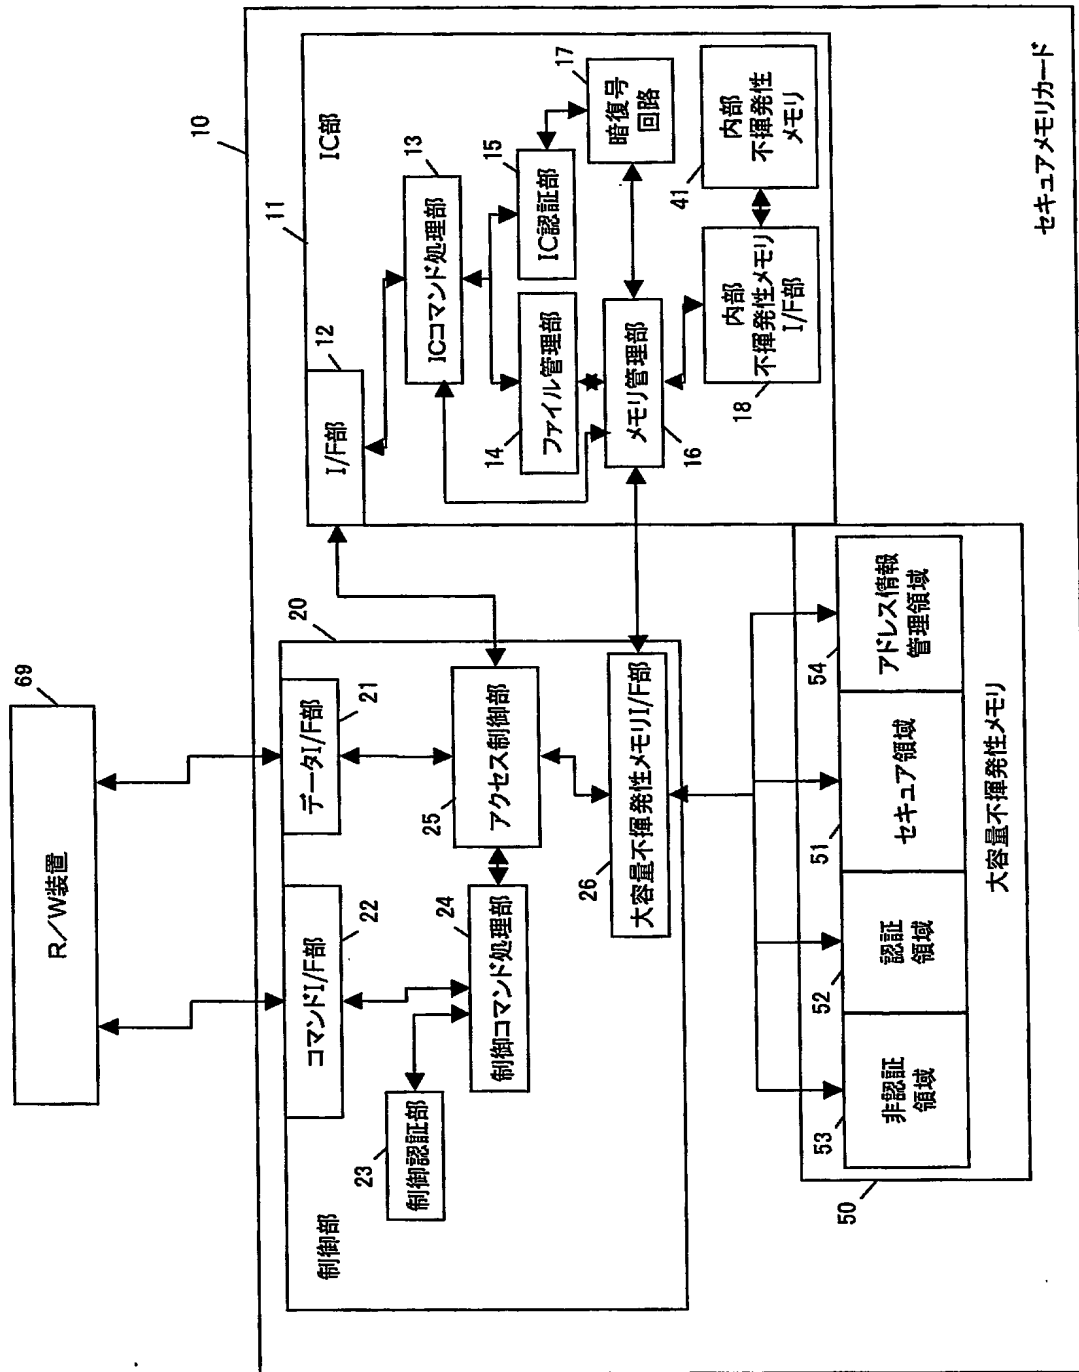 69
R/W装置
10
セキュアメモリカード
制御部
20
コマンドI/F部
22
データI/F部
21
23
制御認証部
24
制御コマンド処理部
25
アクセス制御部
26
大容量不揮発性メモリI/F部
11
IC部
12
I/F部
13
ICコマンド処理部
14
ファイル管理部
15
IC認証部
16
メモリ管理部
17
暗復号
回路
18
内部
不揮発性メモリ
I/F部
41
内部
不揮発性
メモリ
50
53
非認証
領域
52
認証
領域
51
セキュア領域
54
アドレス情報
管理領域
大容量不揮発性メモリ